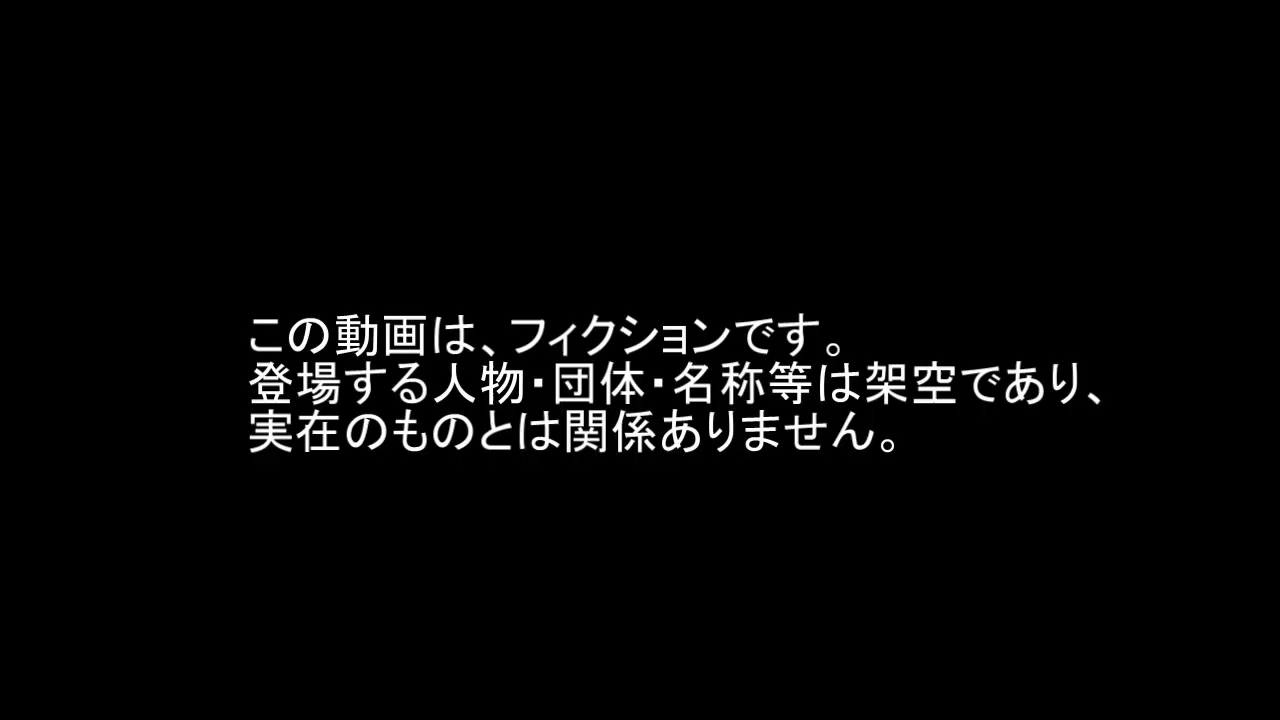 この動画は、フィクションです。
登場する人物・団体・名称等は架空であり、
実在のものとは関係ありません。